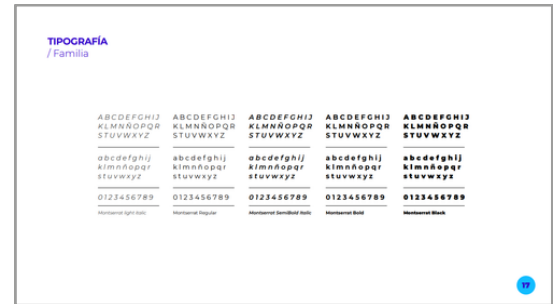 TIPOGRAFÍA
/ Familia
ABCDEFGHIJ
KLMNÑOPQR
STUVWXYZ
abcdefghij
klmnñopqr
stuvwxyz
0123456789
Montserrat light Italic
ABCDEFGHIJ
KLMNÑOPQR
STUVWXYZ
abcdefghij
klmnñopqr
stuvwxyz
0123456789
Montserrat Regular
ABCDEFGHIJ
KLMNÑOPQR
STUVWXYZ
abcdefghij
klmnñopqr
stuvwxyz
0123456789
Montserrat SemiBold Italic
ABCDEFGHIJ
KLMNÑOPQR
STUVWXYZ
abcdefghij
klmnñopqr
stuvwxyz
0123456789
Montserrat Bold
ABCDEFGHIJ
KLMNÑOPQR
STUVWXYZ
abcdefghij
klmnñopqr
stuvwxyz
0123456789
Montserrat Black
17